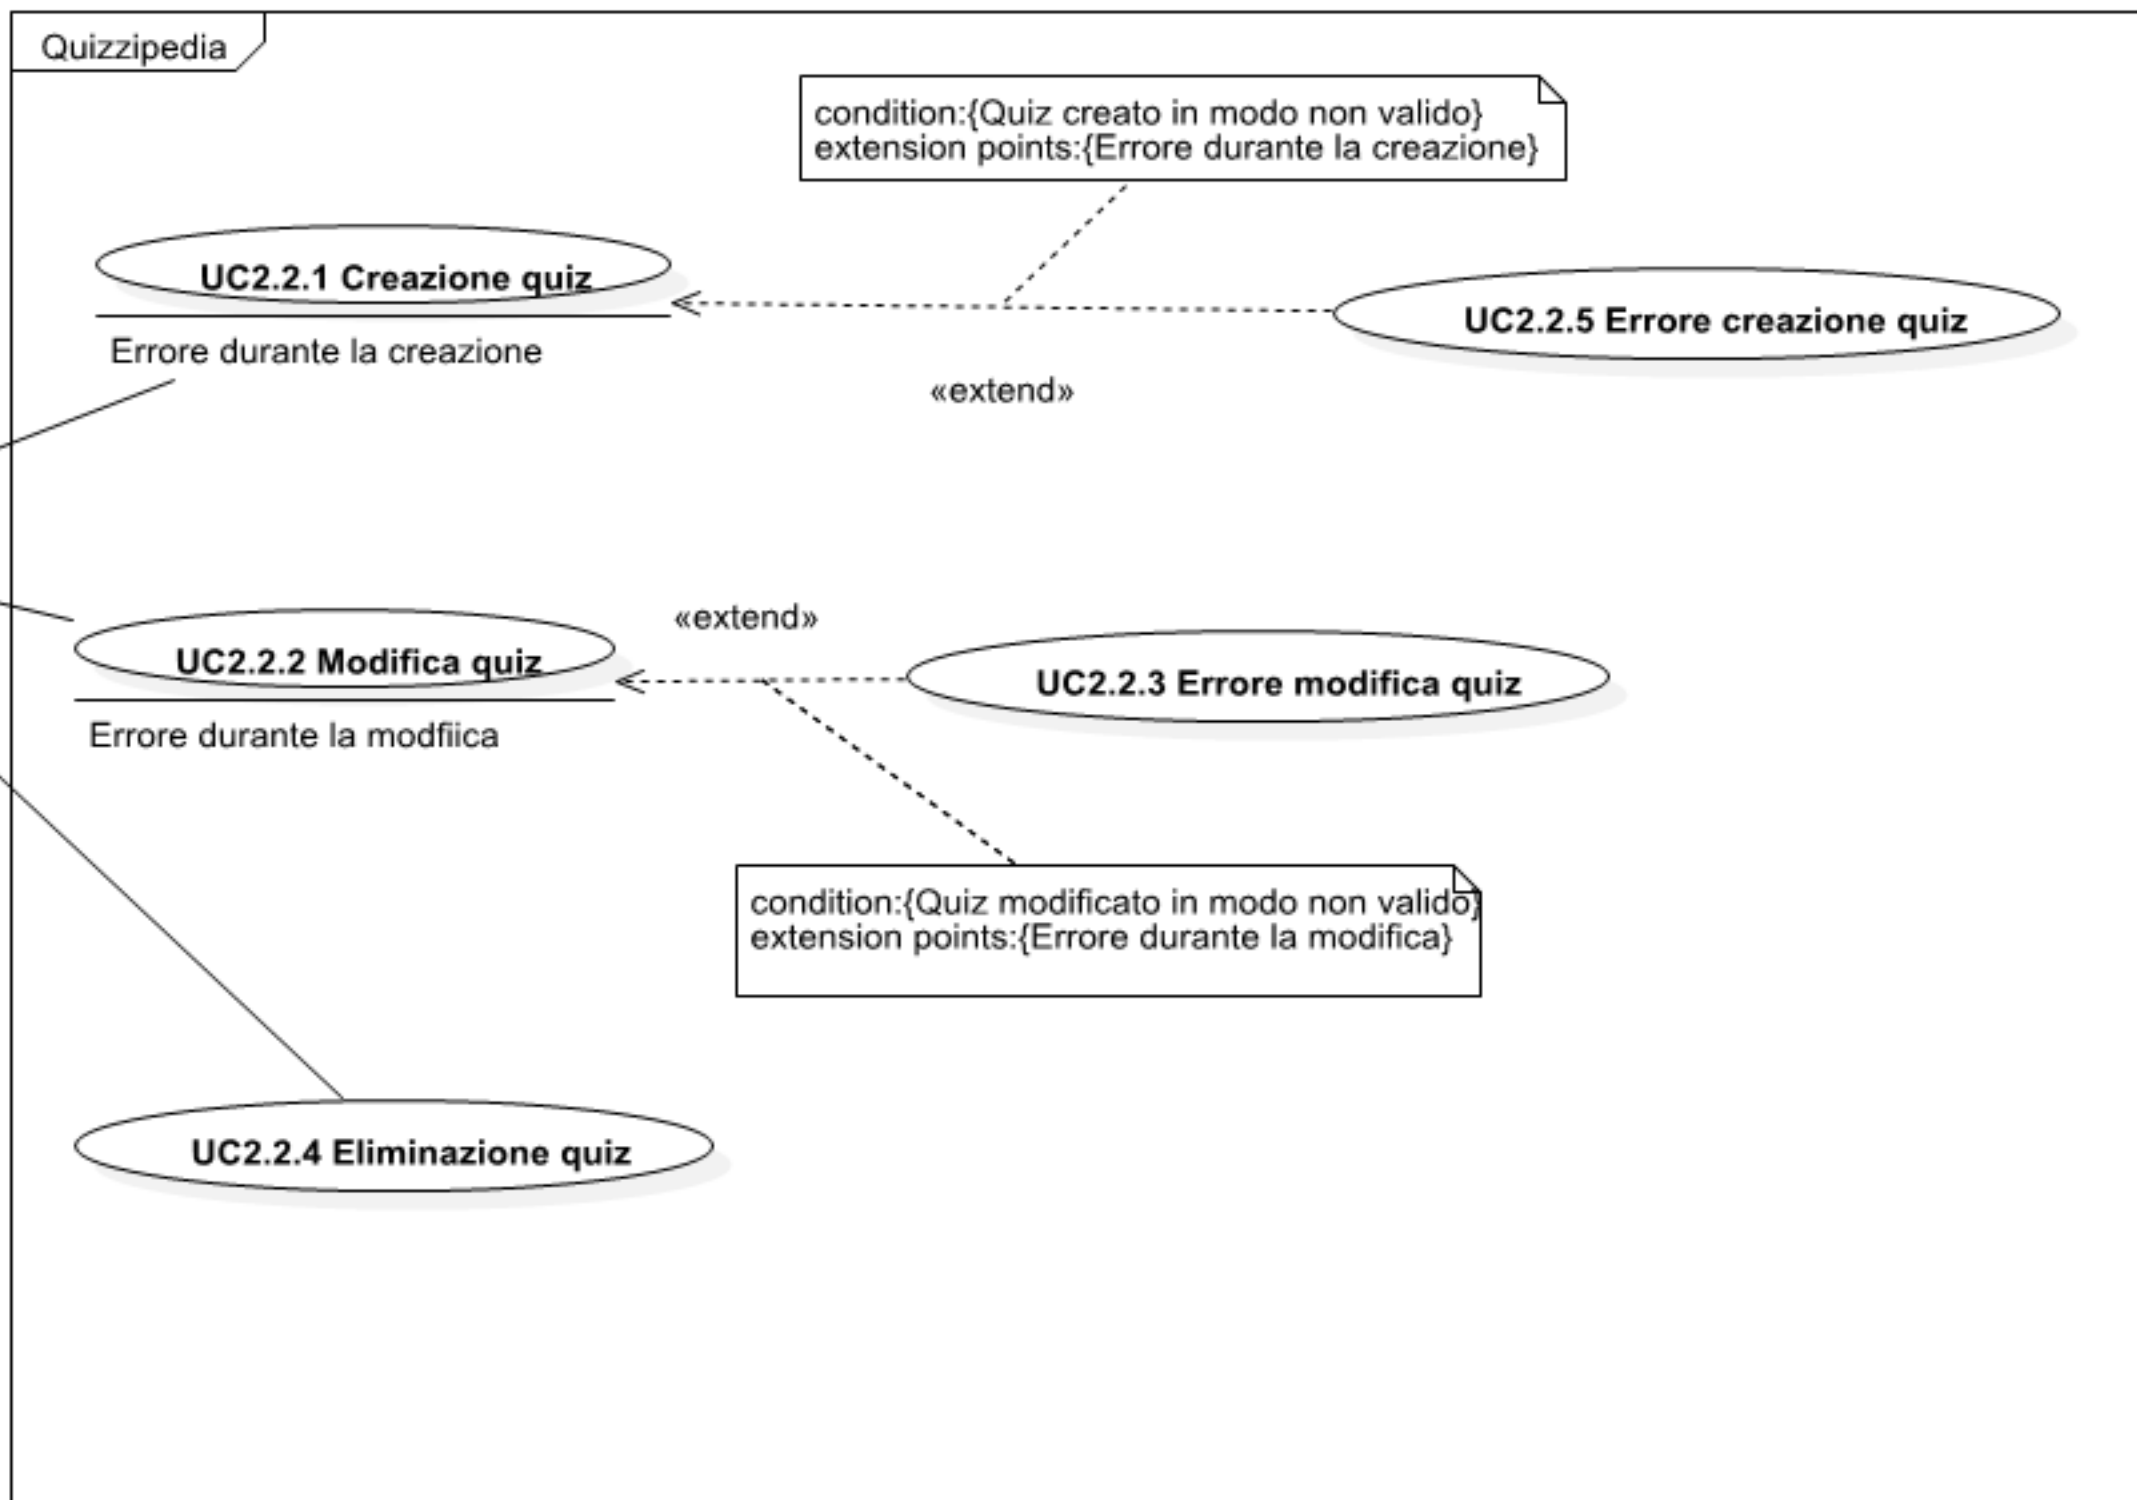 Quizzipedia
condition:{Quiz creato in modo non valido}
extension points:{Errore durante la creazione}
UC2.2.1 Creazione quiz
Errore durante la creazione
UC2.2.5 Errore creazione quiz
«extend»
«extend»
UC2.2.2 Modifica quiz
Errore durante la modfiica
UC2.2.3 Errore modifica quiz
condition:{Quiz modificato in modo non valido}
extension points:{Errore durante la modifica}
UC2.2.4 Eliminazione quiz